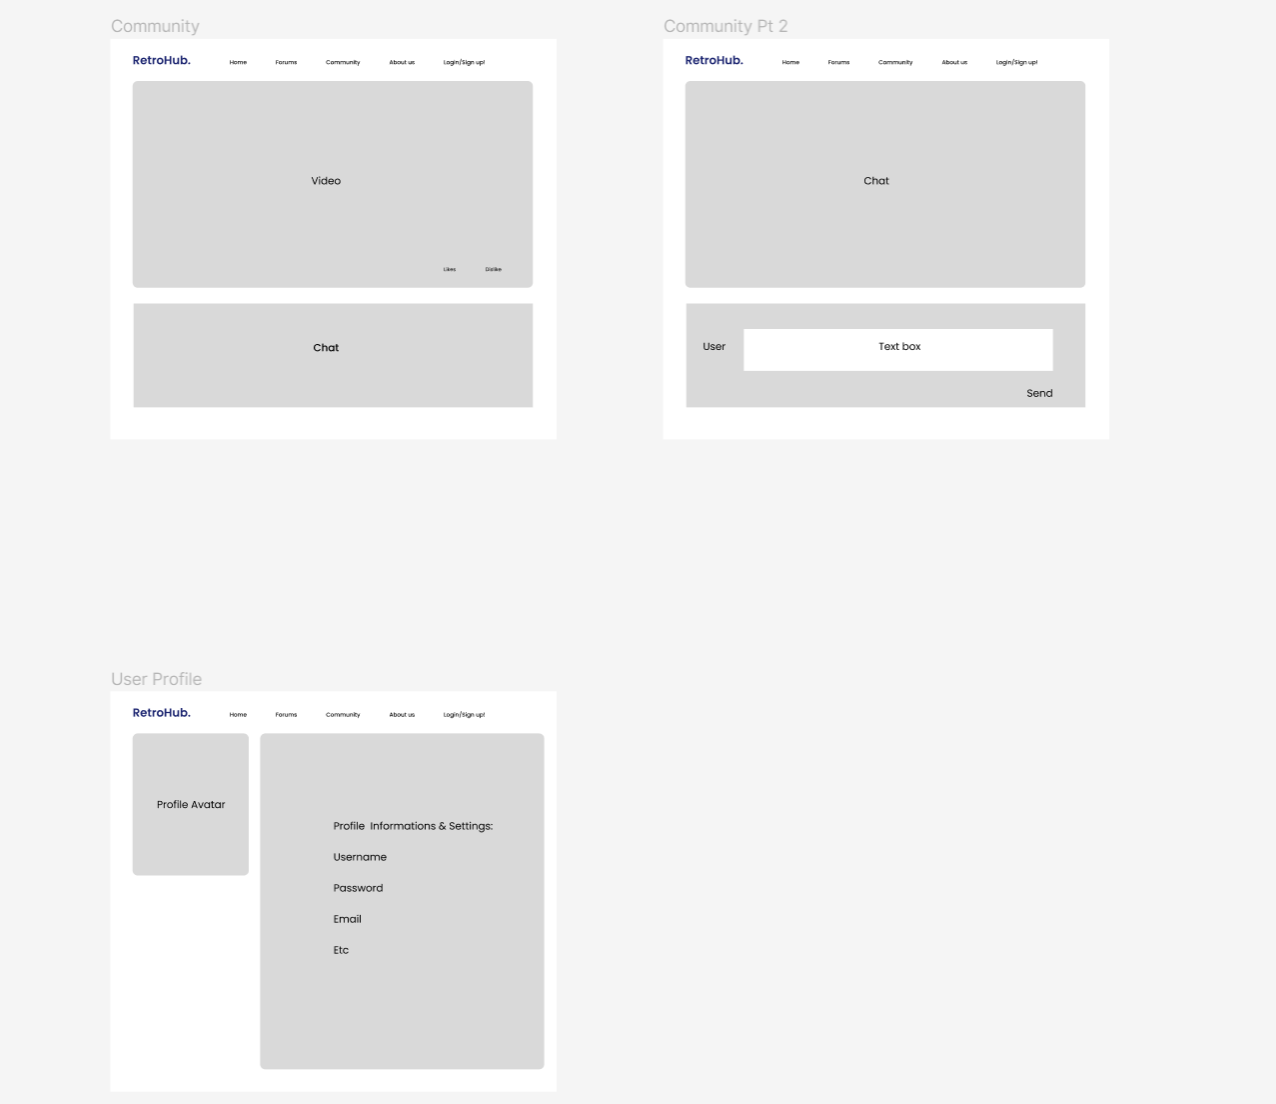 Community
RetroHub. Home Forums Community About us Login/Sign up!
Video
Likes Dislike
Chat
Community Pt 2
RetroHub. Home Forums Community About us Login/Sign up!
Chat
User Text box
Send
User Profile
RetroHub. Home Forums Community About us Login/Sign up!
Profile Avatar
Profile Informations & Settings:
Username
Password
Email
Etc